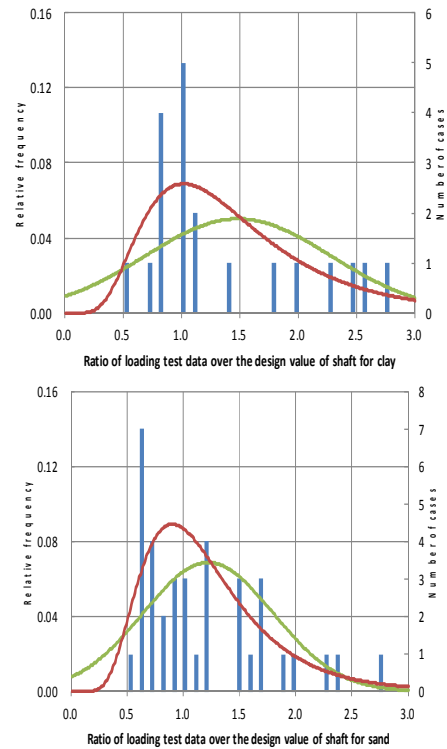 0.16 6
5
0.12
4
0.08 3
2
0.04
1
0.00 0
Relative frequency
Number of cases
0.0 0.5 1.0 1.5 2.0 2.5 3.0
Ratio of loading test data over the design value of shaft for clay
0.16 8
7
0.12 6
5
0.08 4
3
0.04 2
1
0.00 0
Relative frequency
Number of cases
0.0 0.5 1.0 1.5 2.0 2.5 3.0
Ratio of loading test data over the design value of shaft for sand